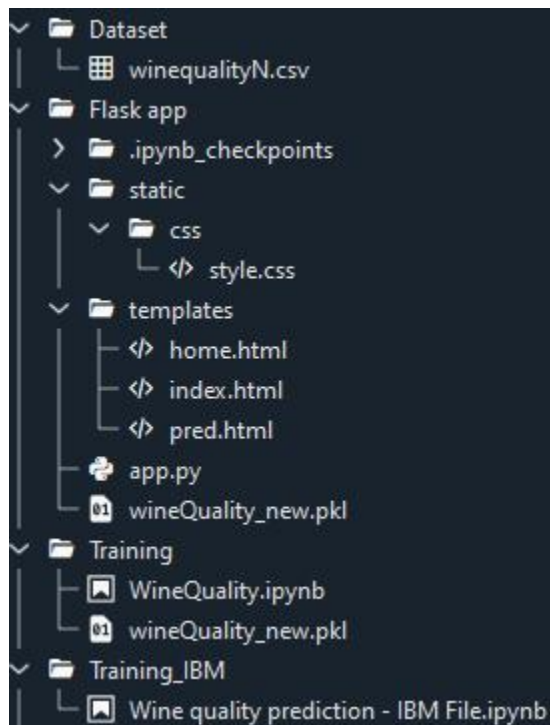 Dataset
winequalityN.csv
Flask app
.ipynb_checkpoints
static
css
style.css
templates
home.html
index.html
pred.html
app.py
wineQuality_new.pkl
Training
WineQuality.ipynb
wineQuality_new.pkl
Training_IBM
Wine quality prediction - IBM File.ipynb